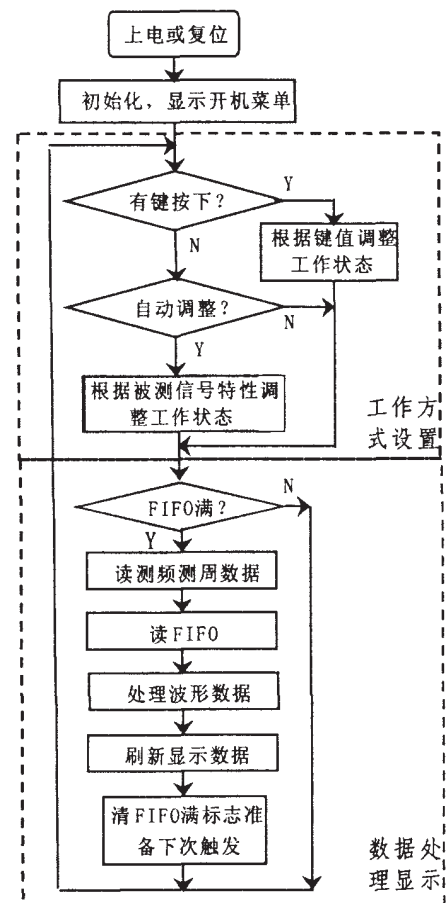 上电或复位
初始化，显示开机菜单
有键按下？
Y
根据键值调整
工作状态
N
自动调整？
N
Y
根据被测信号特性调
整工作状态
工作方
式设置
FIFO满？
N
Y
读测频测周数据
读FIFO
处理波形数据
刷新显示数据
清FIFO满标志准
备下次触发
数据处
理显示